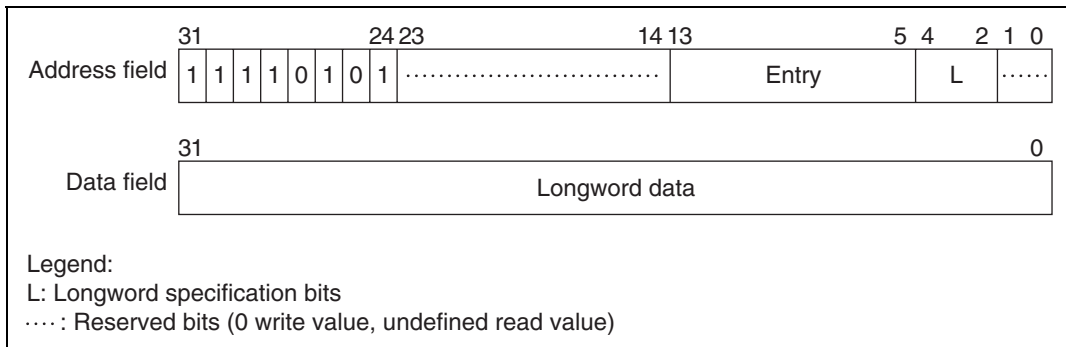 31 24 23 14 13 5 4 2 1 0
Address field 1 1 1 1 0 1 0 1 .............................. Entry L ......
31 0
Data field Longword data
Legend:
L: Longword specification bits
···· : Reserved bits (0 write value, undefined read value)